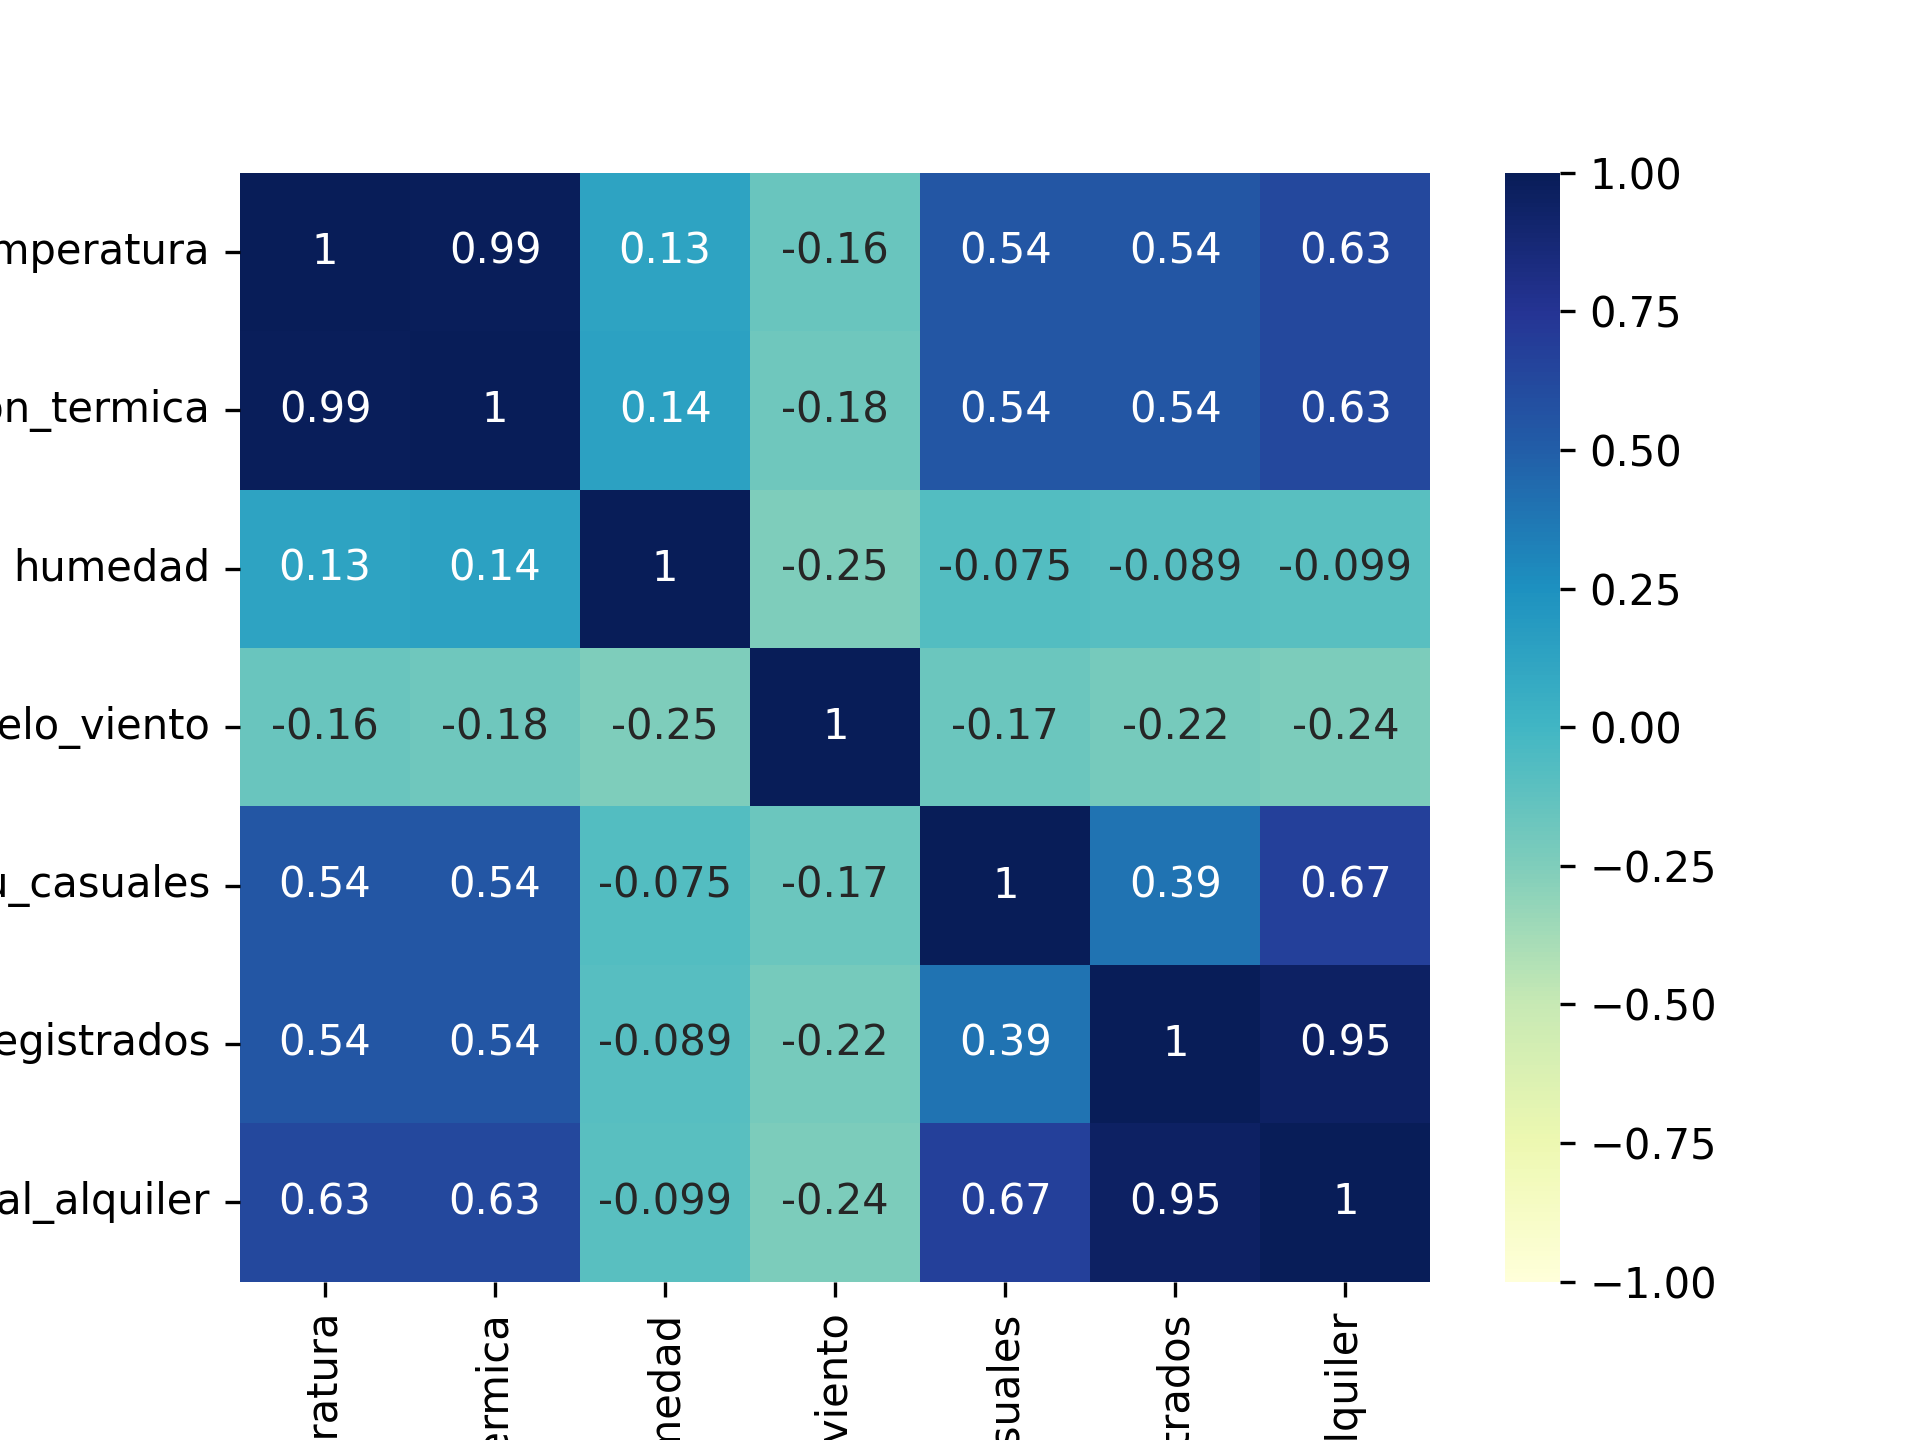 mperatura 1 0.99 0.13 -0.16 0.54 0.54 0.63
on_termica 0.99 1 0.14 -0.18 0.54 0.54 0.63
humedad 0.13 0.14 1 -0.25 -0.075 -0.089 -0.099
elo_viento -0.16 -0.18 -0.25 1 -0.17 -0.22 -0.24
u_casuales 0.54 0.54 -0.075 -0.17 1 0.39 0.67
egistrados 0.54 0.54 -0.089 -0.22 0.39 1 0.95
al_alquiler 0.63 0.63 -0.099 -0.24 0.67 0.95 1
ratura
ermica
medad
viento
suales
trados
lquiler
1.00
0.75
0.50
0.25
0.00
−0.25
−0.50
−0.75
−1.00